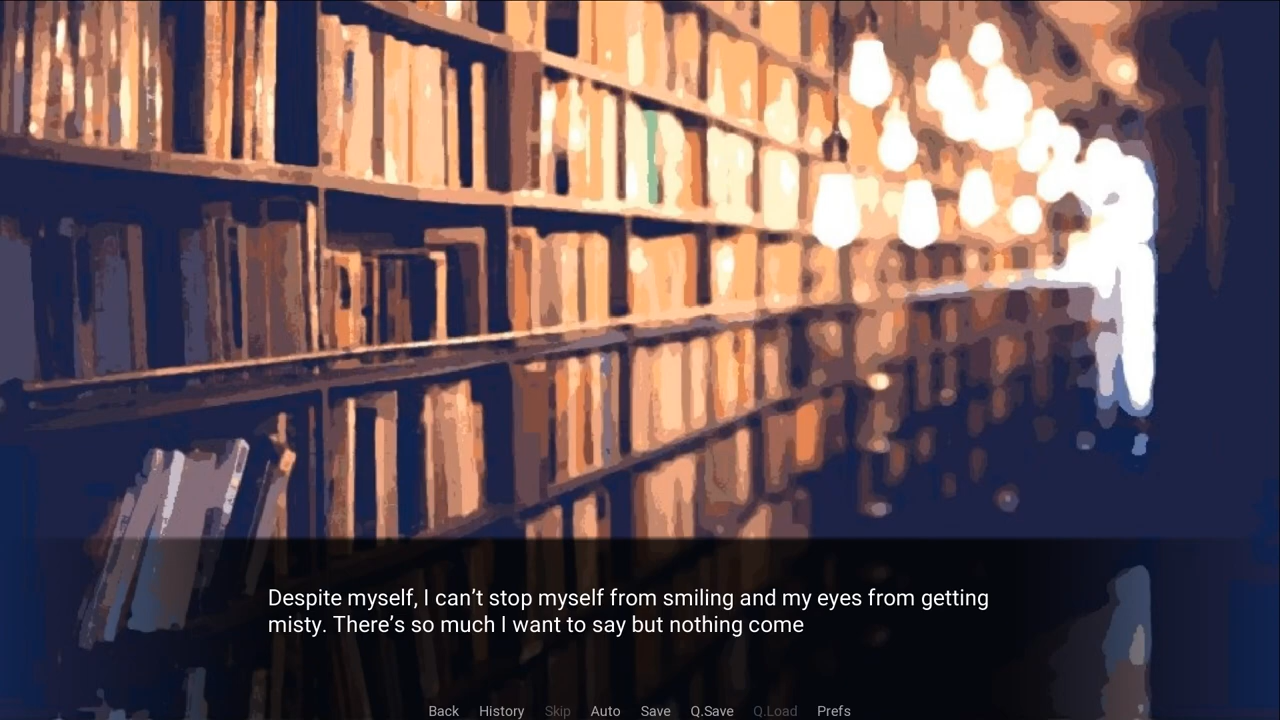 Despite myself, I can’t stop myself from smiling and my eyes from getting
misty. There’s so much I want to say but nothing come
Back History Skip Auto Save Q.Save Q.Load Prefs